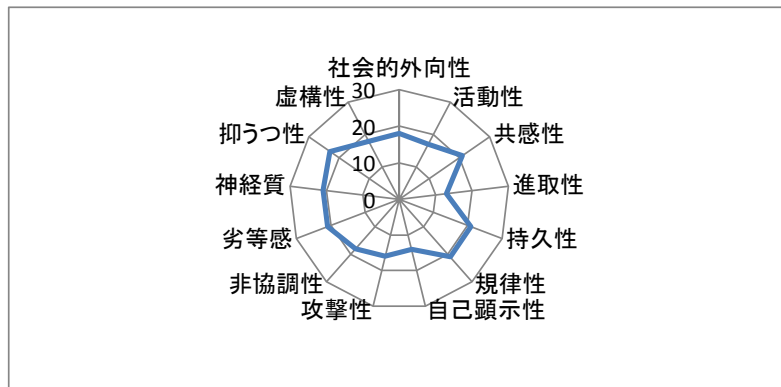 社会的外向性
活動性
共感性
進取性
持久性
規律性
自己顕示性
攻撃性
非協調性
劣等感
神経質
抑うつ性
虚構性
30
20
10
0